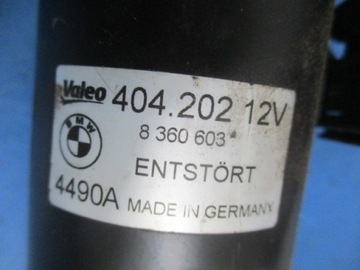 Valeo 404.202 12V
BMW 8 360 603
ENTSTÖRT
4490A MADE IN GERMANY